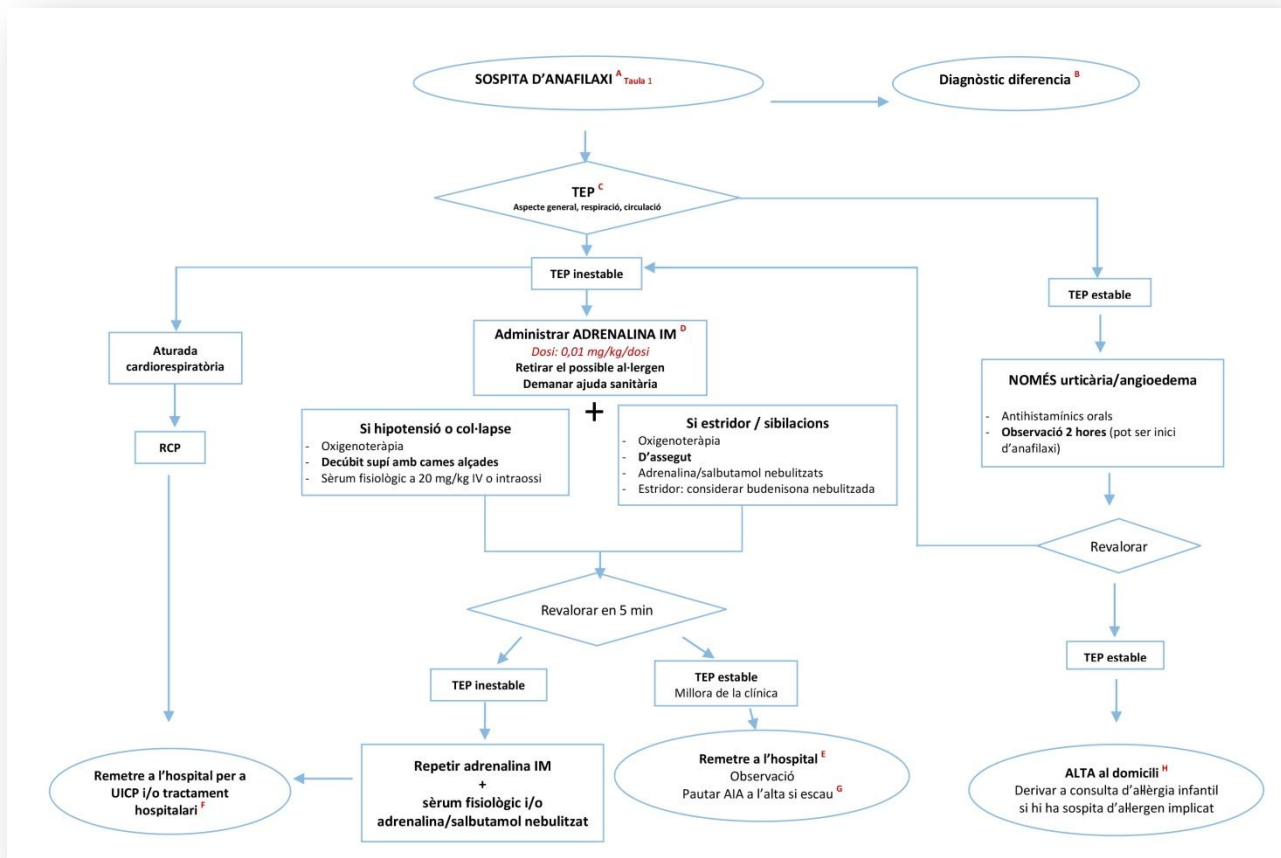 SOSPITA D'ANAFILAXI A Taula 1
Diagnòstic diferencia B
TEP C
Aspecte general, respiració, circulació
TEP inestable
TEP estable
Aturada
cardiorespiratòria
RCP
Administrar ADRENALINA IM D
Dosi: 0,01 mg/kg/dosi
Retirar el possible al·lergen
Demanar ajuda sanitària
+
Si hipotensió o col·lapse
- Oxigenoteràpia
- Decúbit supí amb cames alçades
- Sèrum fisiològic a 20 mg/kg IV o intraossi
Si estridor / sibilacions
- Oxigenoteràpia
- D'assegut
- Adrenalina/salbutamol nebulitzats
- Estridor: considerar budenisona nebulitzada
NOMÉS urticària/angioedema
- Antihistamínics orals
- Observació 2 hores (pot ser inici
d'anafilaxi)
Revalorar
Revalorar en 5 min
TEP inestable
TEP estable
Millora de la clínica
TEP estable
Remetre a l'hospital per a
UICP i/o tractament
hospitalari F
Repetir adrenalina IM
+
sèrum fisiològic i/o
adrenalina/salbutamol nebulitzat
Remetre a l'hospital E
Observació
Pautar AIA a l'alta si escau G
ALTA al domicili H
Derivar a consulta d'al·lèrgia infantil
si hi ha sospita d'al·lergen implicat